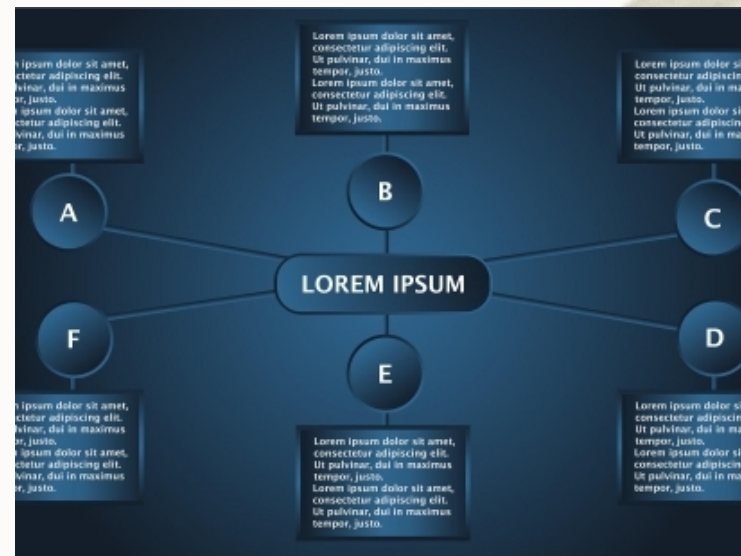 Lorem ipsum dolor sit amet,
consectetur adipiscing elit.
Ut pulvinar, dui in maximus
tempor, justo.
Lorem ipsum dolor sit amet,
consectetur adipiscing elit.
Ut pulvinar, dui in maximus
tempor, justo.
ipsum dolor sit amet,
adipiscing elit.
dui in maximus
justo.
ipsum dolor sit amet,
adipiscing elit.
dui in maximus
justo.
Lorem ipsum dolor
consectetur
Ut pulvinar, dui in
tempor, justo.
Lorem ipsum dolor
consectetur
Ut pulvinar, dui in
tempor, justo.
A
B
C
LOREM IPSUM
F
E
D
ipsum dolor sit amet,
adipiscing elit.
dui in maximus
justo.
ipsum dolor sit amet,
adipiscing elit.
dui in maximus
justo.
Lorem ipsum dolor sit amet,
consectetur adipiscing elit.
Ut pulvinar, dui in maximus
tempor, justo.
Lorem ipsum dolor sit amet,
consectetur adipiscing elit.
Ut pulvinar, dui in maximus
tempor, justo.
Lorem ipsum dolor
consectetur
Ut pulvinar, dui in
tempor, justo.
Lorem ipsum dolor
consectetur
Ut pulvinar, dui in
tempor, justo.